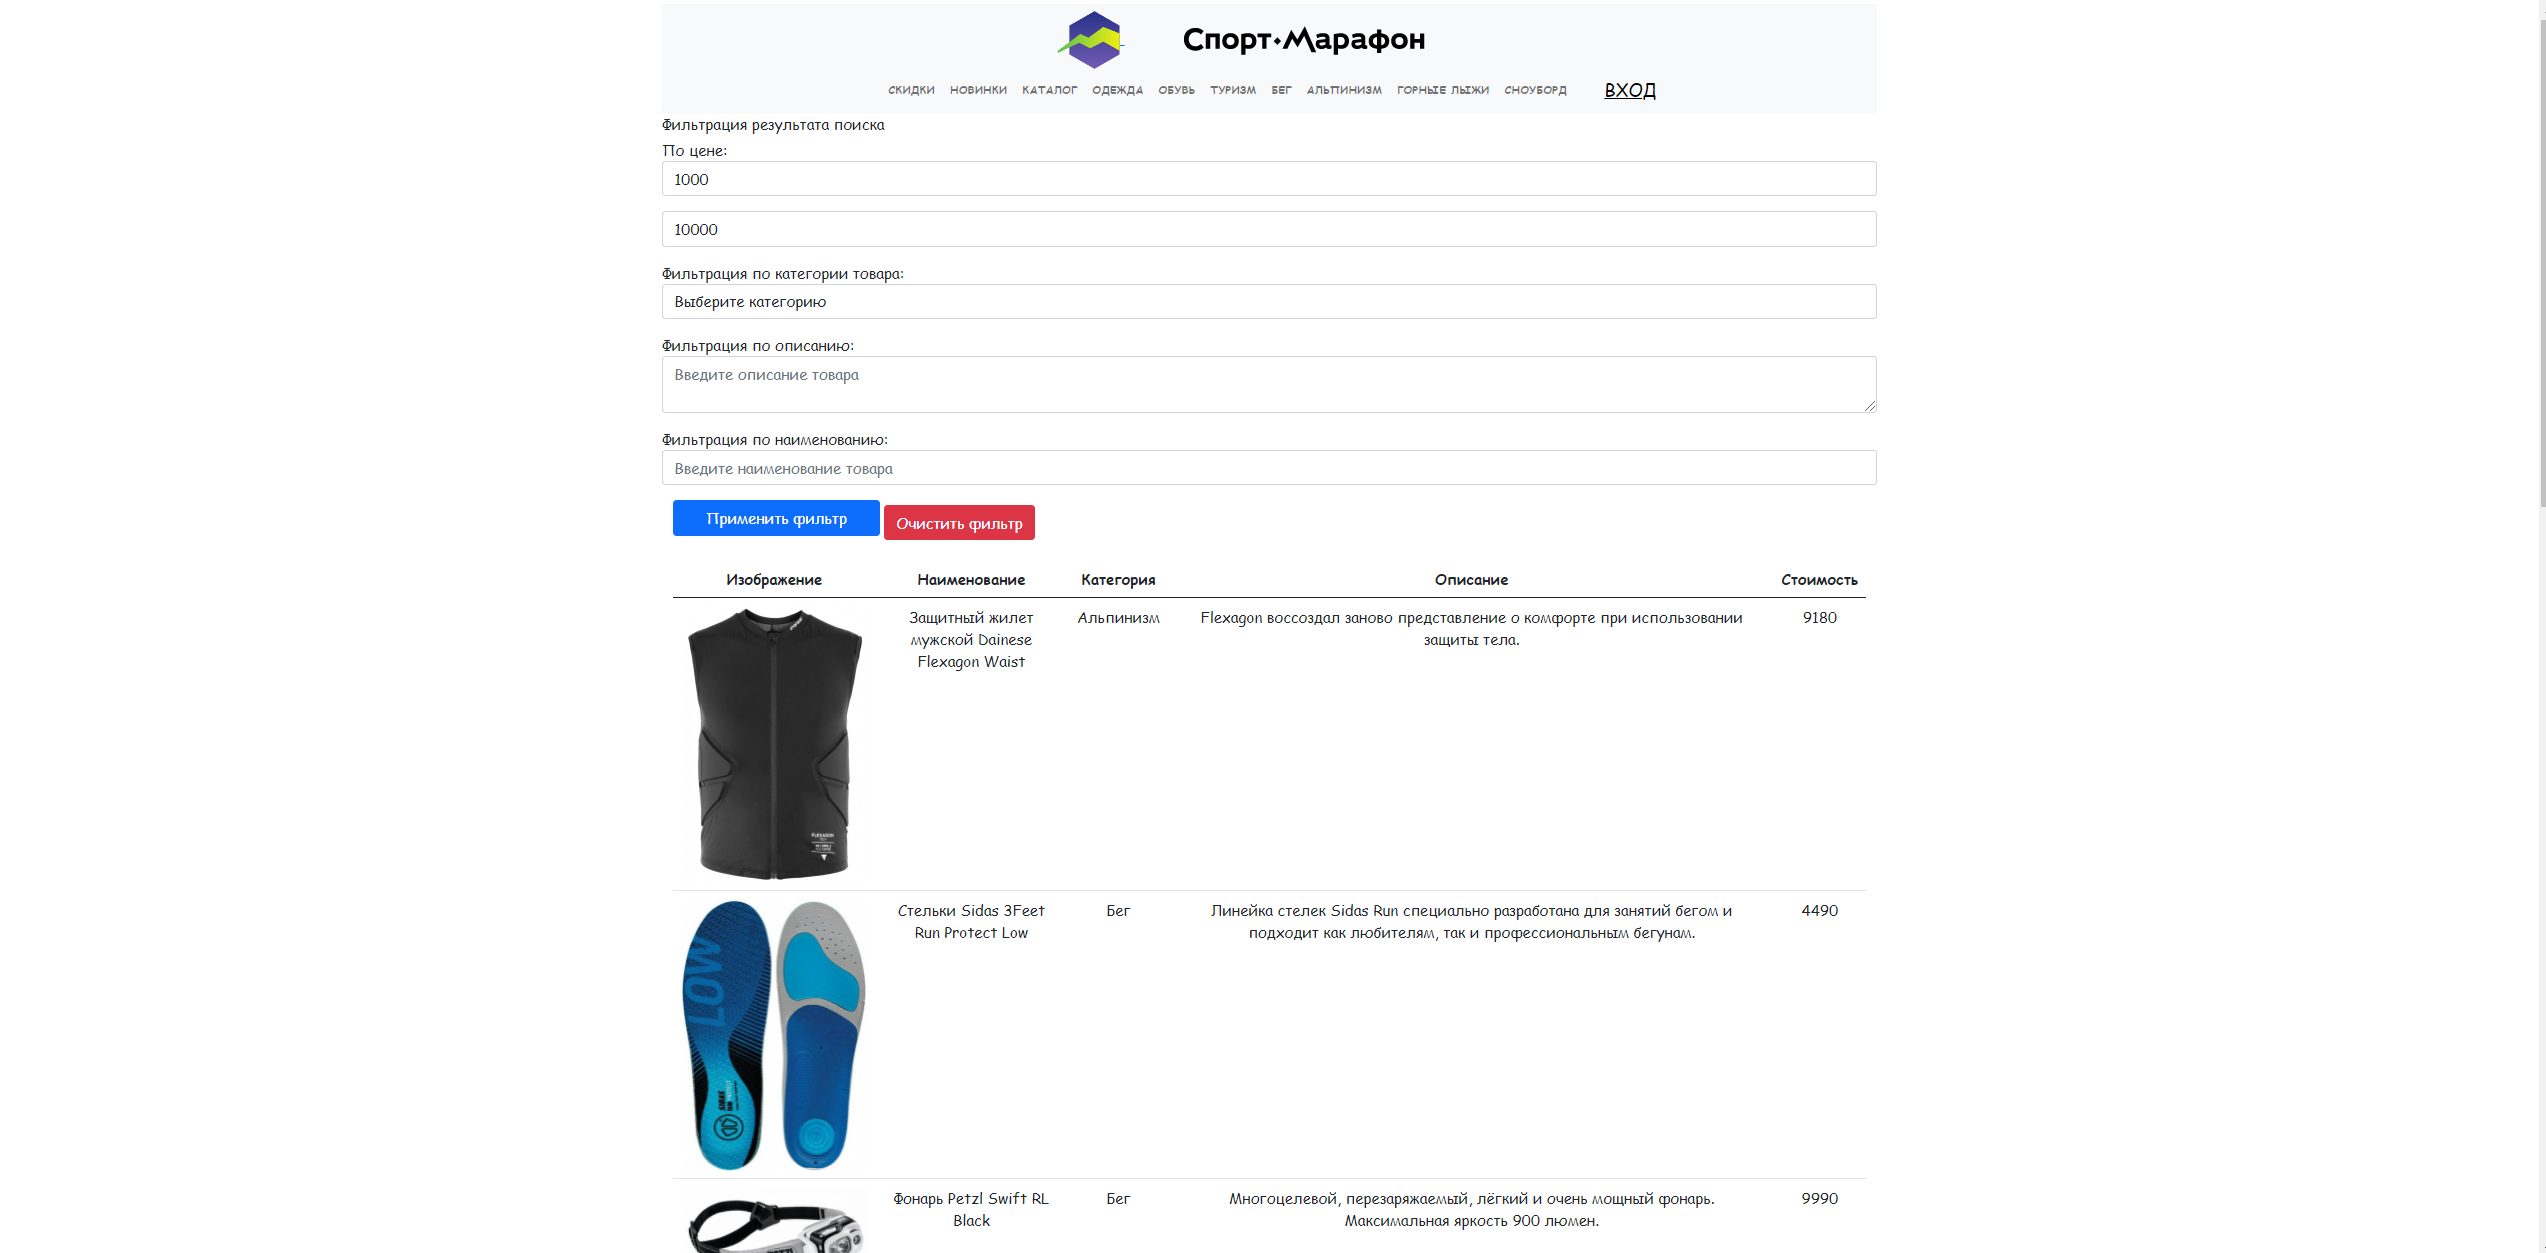 Спорт-Марафон
СКИДКИ НОВИНКИ КАТАЛОГ ОДЕЖДА ОБУВЬ ТУРИЗМ БЕГ АЛЬПИНИЗМ ГОРНЫЕ ЛЫЖИ СНОУБОРД ВХОД
Фильтрация результата поиска
По цене:
1000
10000
Фильтрация по категории товара:
Выберите категорию
Фильтрация по описанию:
Введите описание товара
Фильтрация по наименованию:
Введите наименование товара
Применить фильтр Очистить фильтр
Изображение Наименование Категория Описание Стоимость
Защитный жилет Альпинизм Flexagon воссоздал заново представление о комфорте при использовании 9180
мужской Dainese защиты тела.
Flexagon Waist
FLEXAGON
Стельки Sidas 3Feet Бег Линейка стелек Sidas Run специально разработана для занятий бегом и 4490
Run Protect Low подходит как любителям, так и профессиональным бегунам.
LOW
SIDAS
Фонарь Petzl Swift RL Бег Многоцелевой, перезаряжаемый, лёгкий и очень мощный фонарь. 9990
Black Максимальная яркость 900 люмен.